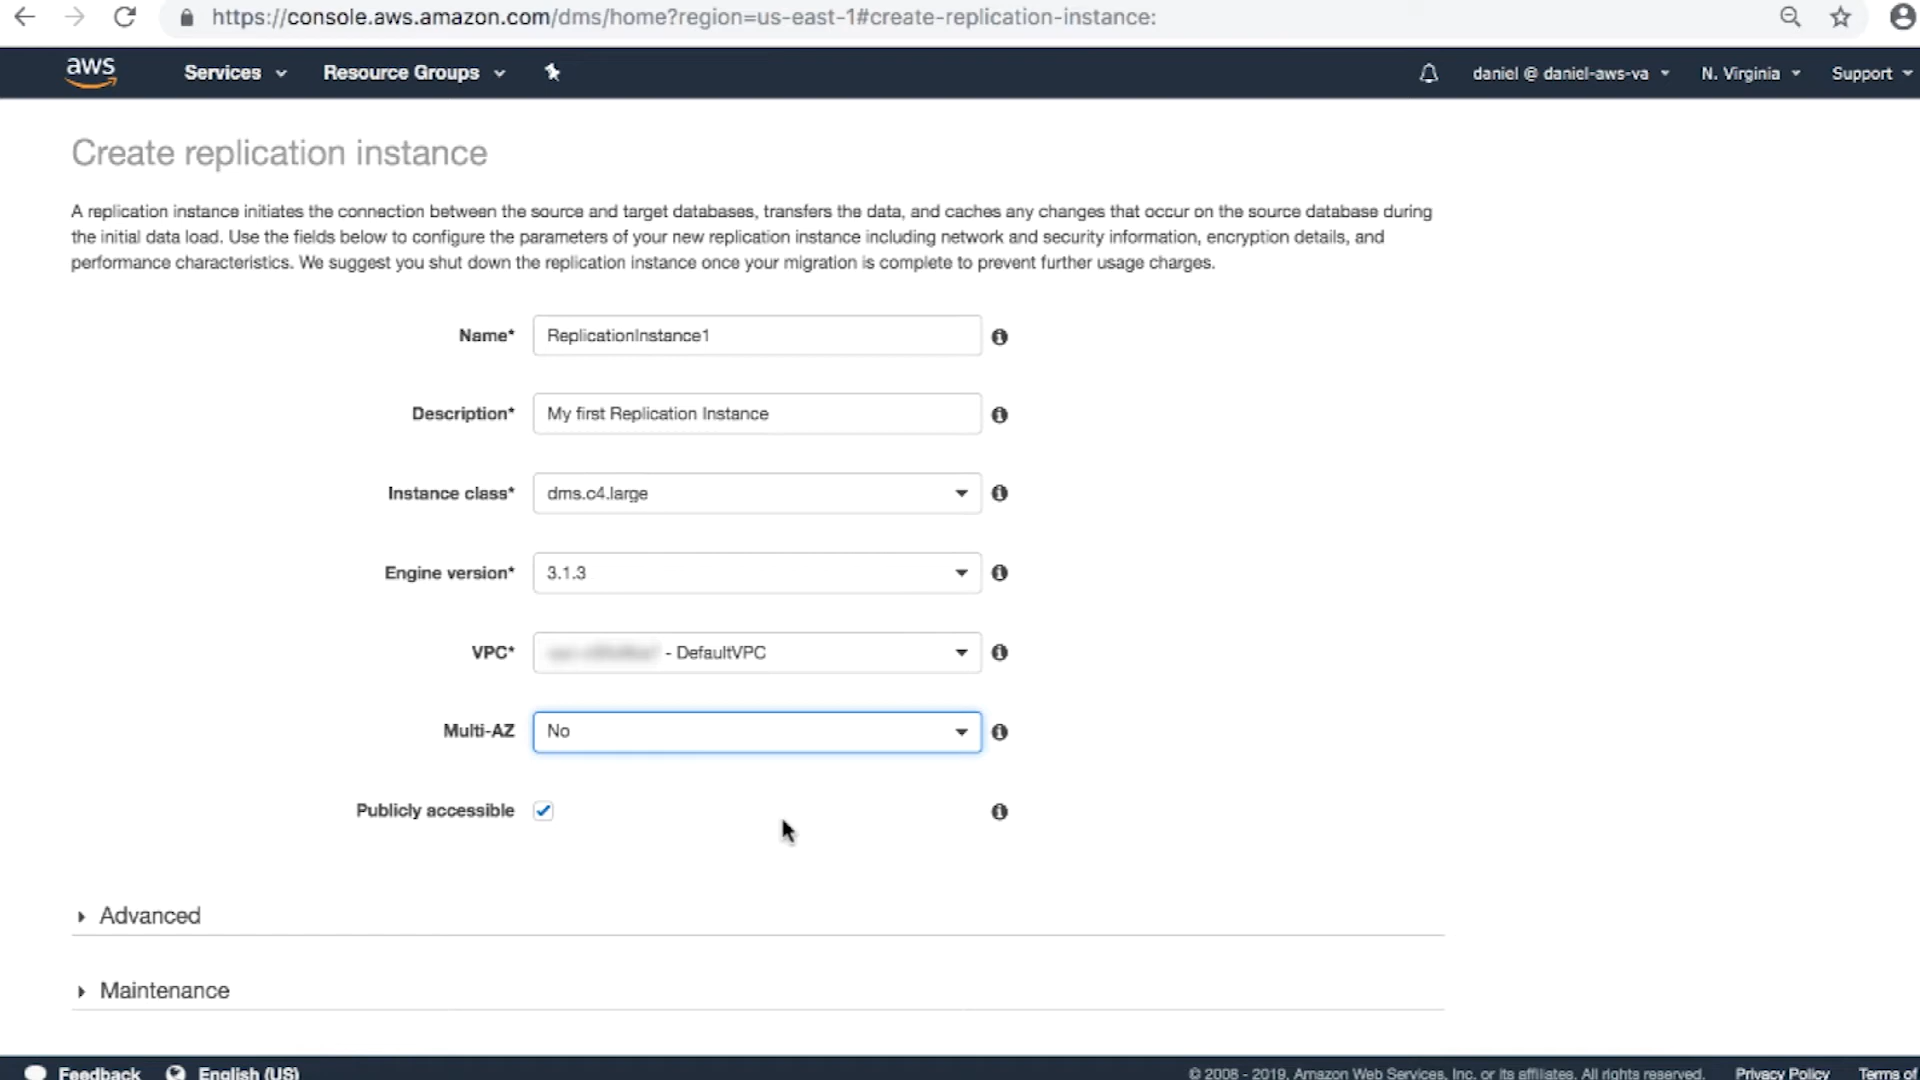 https://console.aws.amazon.com/dms/home?region=us-east-1#create-replication-instance:
aws Services Resource Groups daniel @ daniel-aws-va N. Virginia Support
Create replication instance
A replication instance initiates the connection between the source and target databases, transfers the data, and caches any changes that occur on the source database during
the initial data load. Use the fields below to configure the parameters of your new replication instance including network and security information, encryption details, and
performance characteristics. We suggest you shut down the replication instance once your migration is complete to prevent further usage charges.
Name* ReplicationInstance1
Description* My first Replication Instance
Instance class* dms.c4.large
Engine version* 3.1.3
VPC* - DefaultVPC
Multi-AZ No
Publicly accessible
Advanced
Maintenance
Feedback English (US) © 2008 - 2019, Amazon Web Services, Inc. or its affiliates. All rights reserved. Privacy Policy Terms of